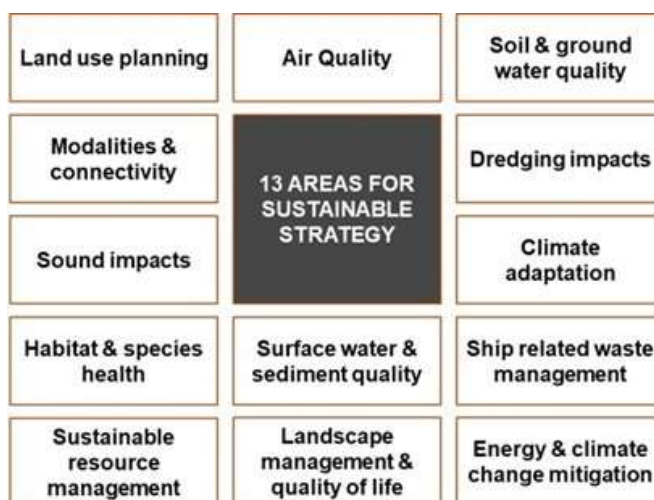 Land use planning
Air Quality
Soil & ground
water quality
Modalities &
connectivity
13 AREAS FOR
SUSTAINABLE
STRATEGY
Dredging impacts
Sound impacts
Climate
adaptation
Habitat & species
health
Surface water &
sediment quality
Ship related waste
management
Sustainable
resource
management
Landscape
management &
quality of life
Energy & climate
change mitigation